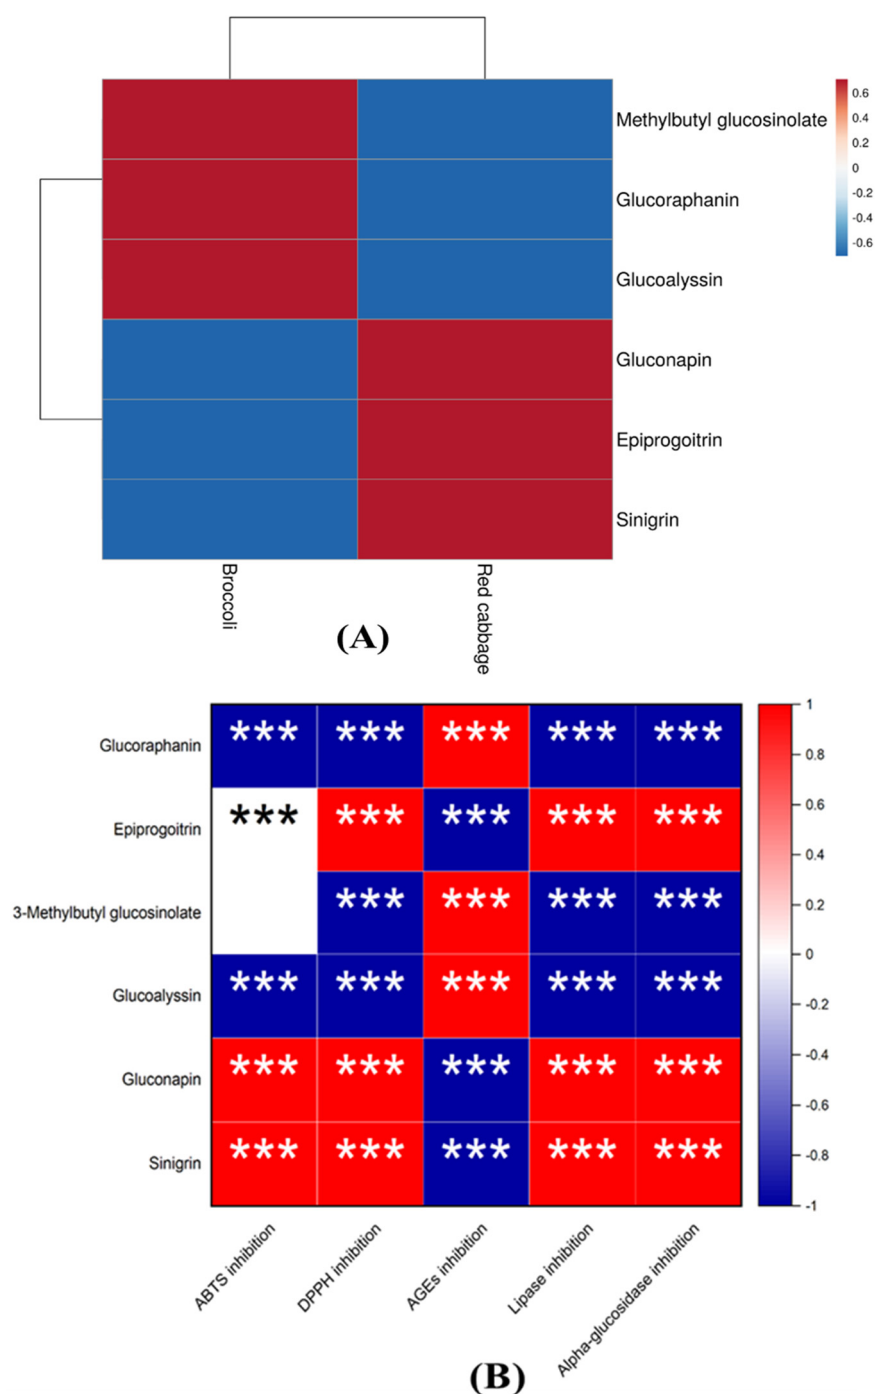 0.6
0.4
0.2
0
-0.2
-0.4
-0.6
Methylbutyl glucosinolate
Glucoraphanin
Glucoalyssin
Gluconapin
Epiprogoitrin
Sinigrin
Broccoli
Red cabbage
(A)
Glucoraphanin *** *** *** *** ***
Epiprogoitrin *** *** *** *** ***
3-Methylbutyl glucosinolate *** *** *** ***
Glucoalyssin *** *** *** *** ***
Gluconapin *** *** *** *** ***
Sinigrin *** *** *** *** ***
1
0.8
0.6
0.4
0.2
0
-0.2
-0.4
-0.6
-0.8
-1
ABTS inhibition
DPPH inhibition
AGEs inhibition
Lipase inhibition
Alpha-glucosidase inhibition
(B)